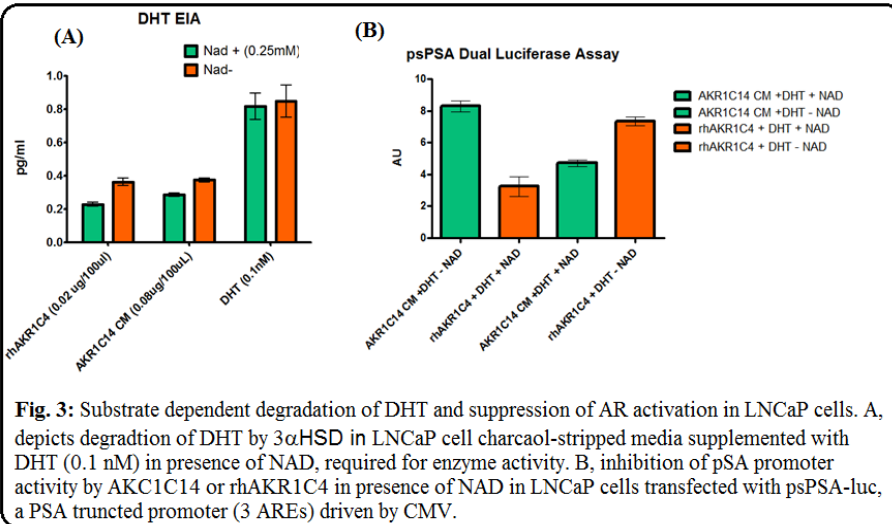 DHT EIA
(A)
Nad + (0.25mM)
Nad-
1.0
0.8
0.6
0.4
0.2
0.0
pg/ml
rhAKR1C4 (0.02 ug/100ul)
AKR1C14 CM (0.08ug/100uL)
DHT (0.1nM)
(B)
psPSA Dual Luciferase Assay
10
8
6
4
2
0
AU
AKR1C14 CM +DHT - NAD
rhAKR1C4 + DHT + NAD
AKR1C14 CM +DHT + NAD
rhAKR1C4 + DHT - NAD
AKR1C14 CM +DHT + NAD
AKR1C14 CM +DHT - NAD
rhAKR1C4 + DHT + NAD
rhAKR1C4 + DHT - NAD
Fig. 3: Substrate dependent degradation of DHT and suppression of AR activation in LNCaP cells. A,
depicts degradtion of DHT by 3αHSD in LNCaP cell charcaol-stripped media supplemented with
DHT (0.1 nM) in presence of NAD, required for enzyme activity. B, inhibition of pSA promoter
activity by AKC1C14 or rhAKR1C4 in presence of NAD in LNCaP cells transfected with psPSA-luc,
a PSA truncted promoter (3 AREs) driven by CMV.